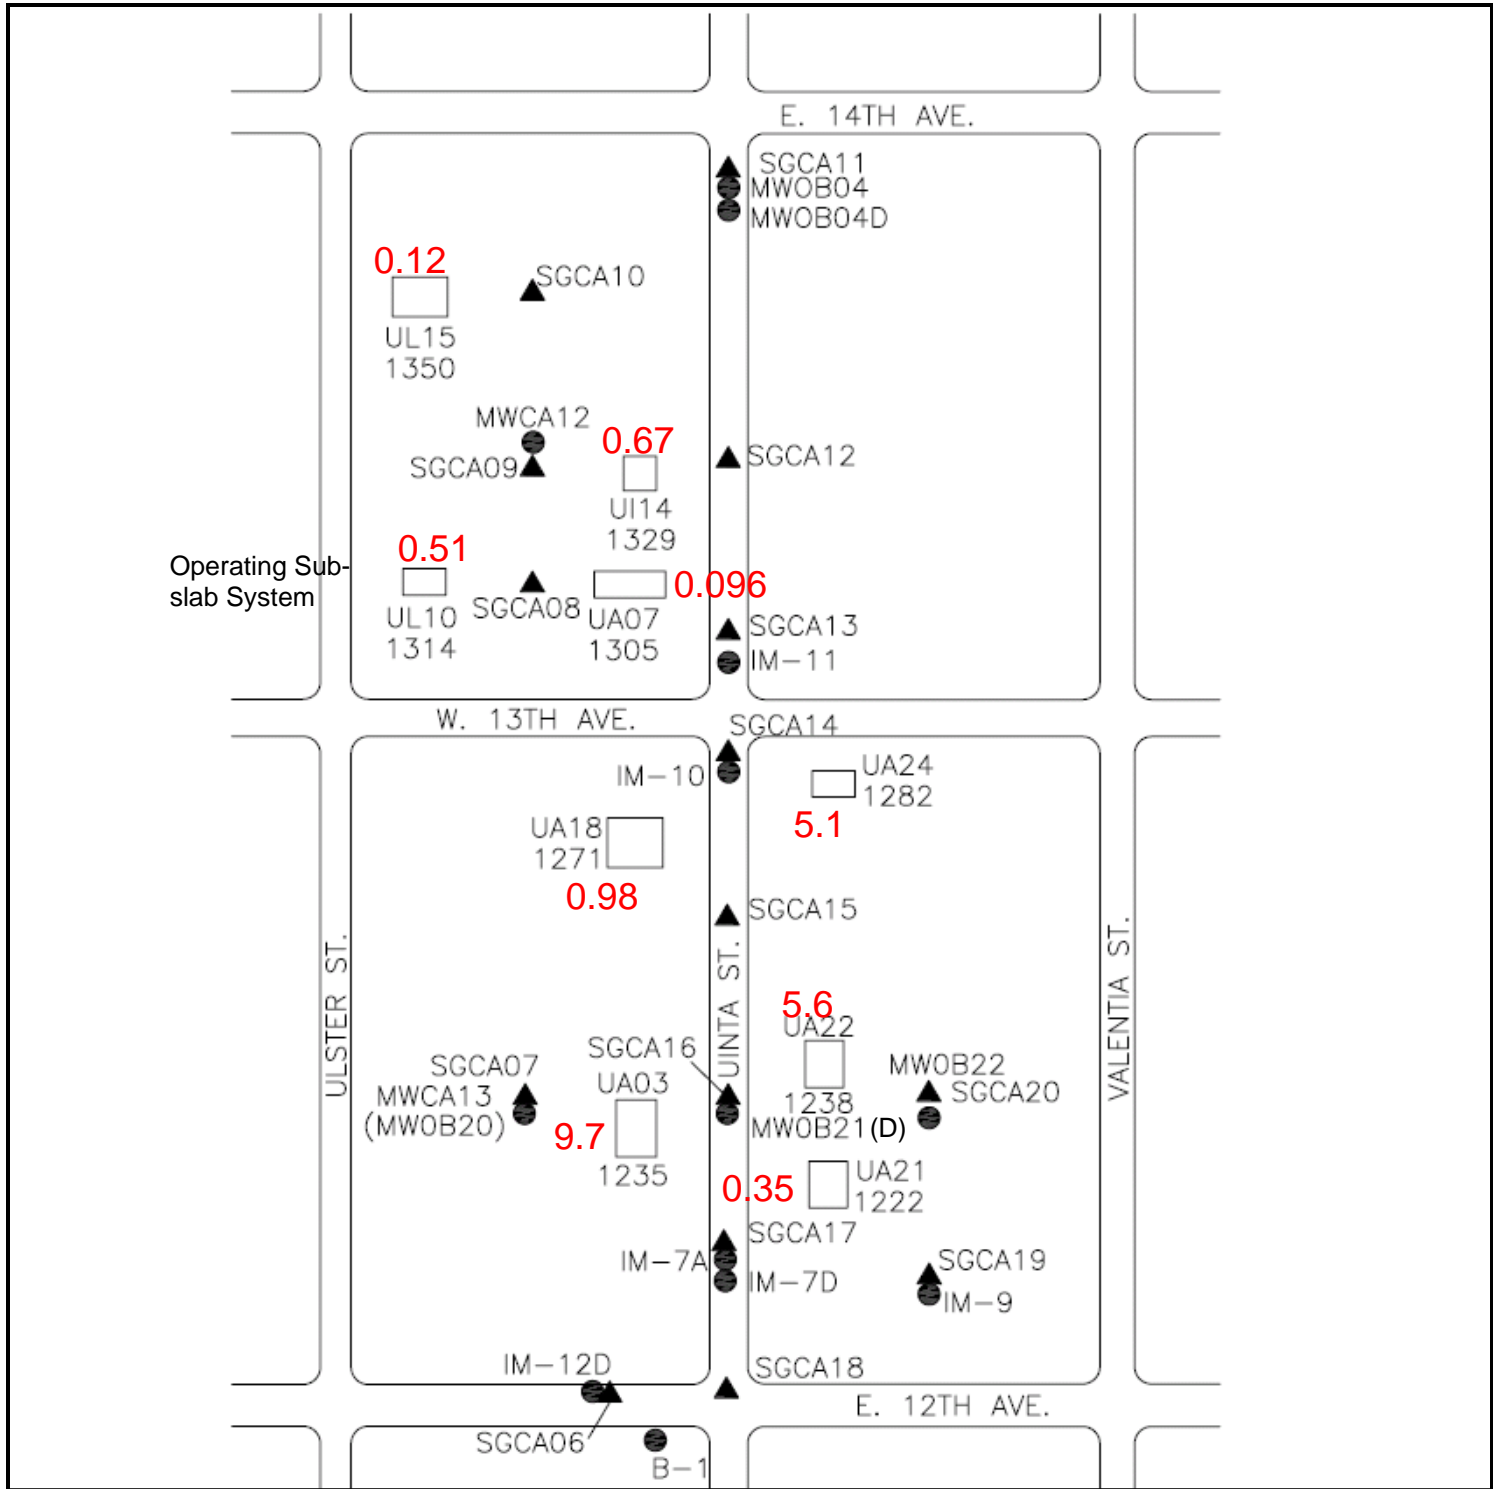 E. 14TH AVE.
SGCA11
MWOB04
MWOB04D
0.12
SGCA10
UL15
1350
MWCA12
0.67
SGCA09
SGCA12
UI14
1329
0.51
Operating Sub-
slab System
0.096
SGCA08
UL10
1314
UA07
1305
SGCA13
IM-11
W. 13TH AVE.
SGCA14
IM-10
UA24
1282
5.1
UA18
1271
0.98
SGCA15
ULSTER ST.
UINTA ST.
VALENTIA ST.
5.6
UA22
1238
SGCA16
SGCA07
MWCA13
(MW0B20)
UA03
9.7
1235
MW0B22
SGCA20
MW0B21(D)
0.35
UA21
1222
SGCA17
IM-7A
IM-7D
SGCA19
IM-9
IM-12D
SGCA18
E. 12TH AVE.
SGCA06
B-1